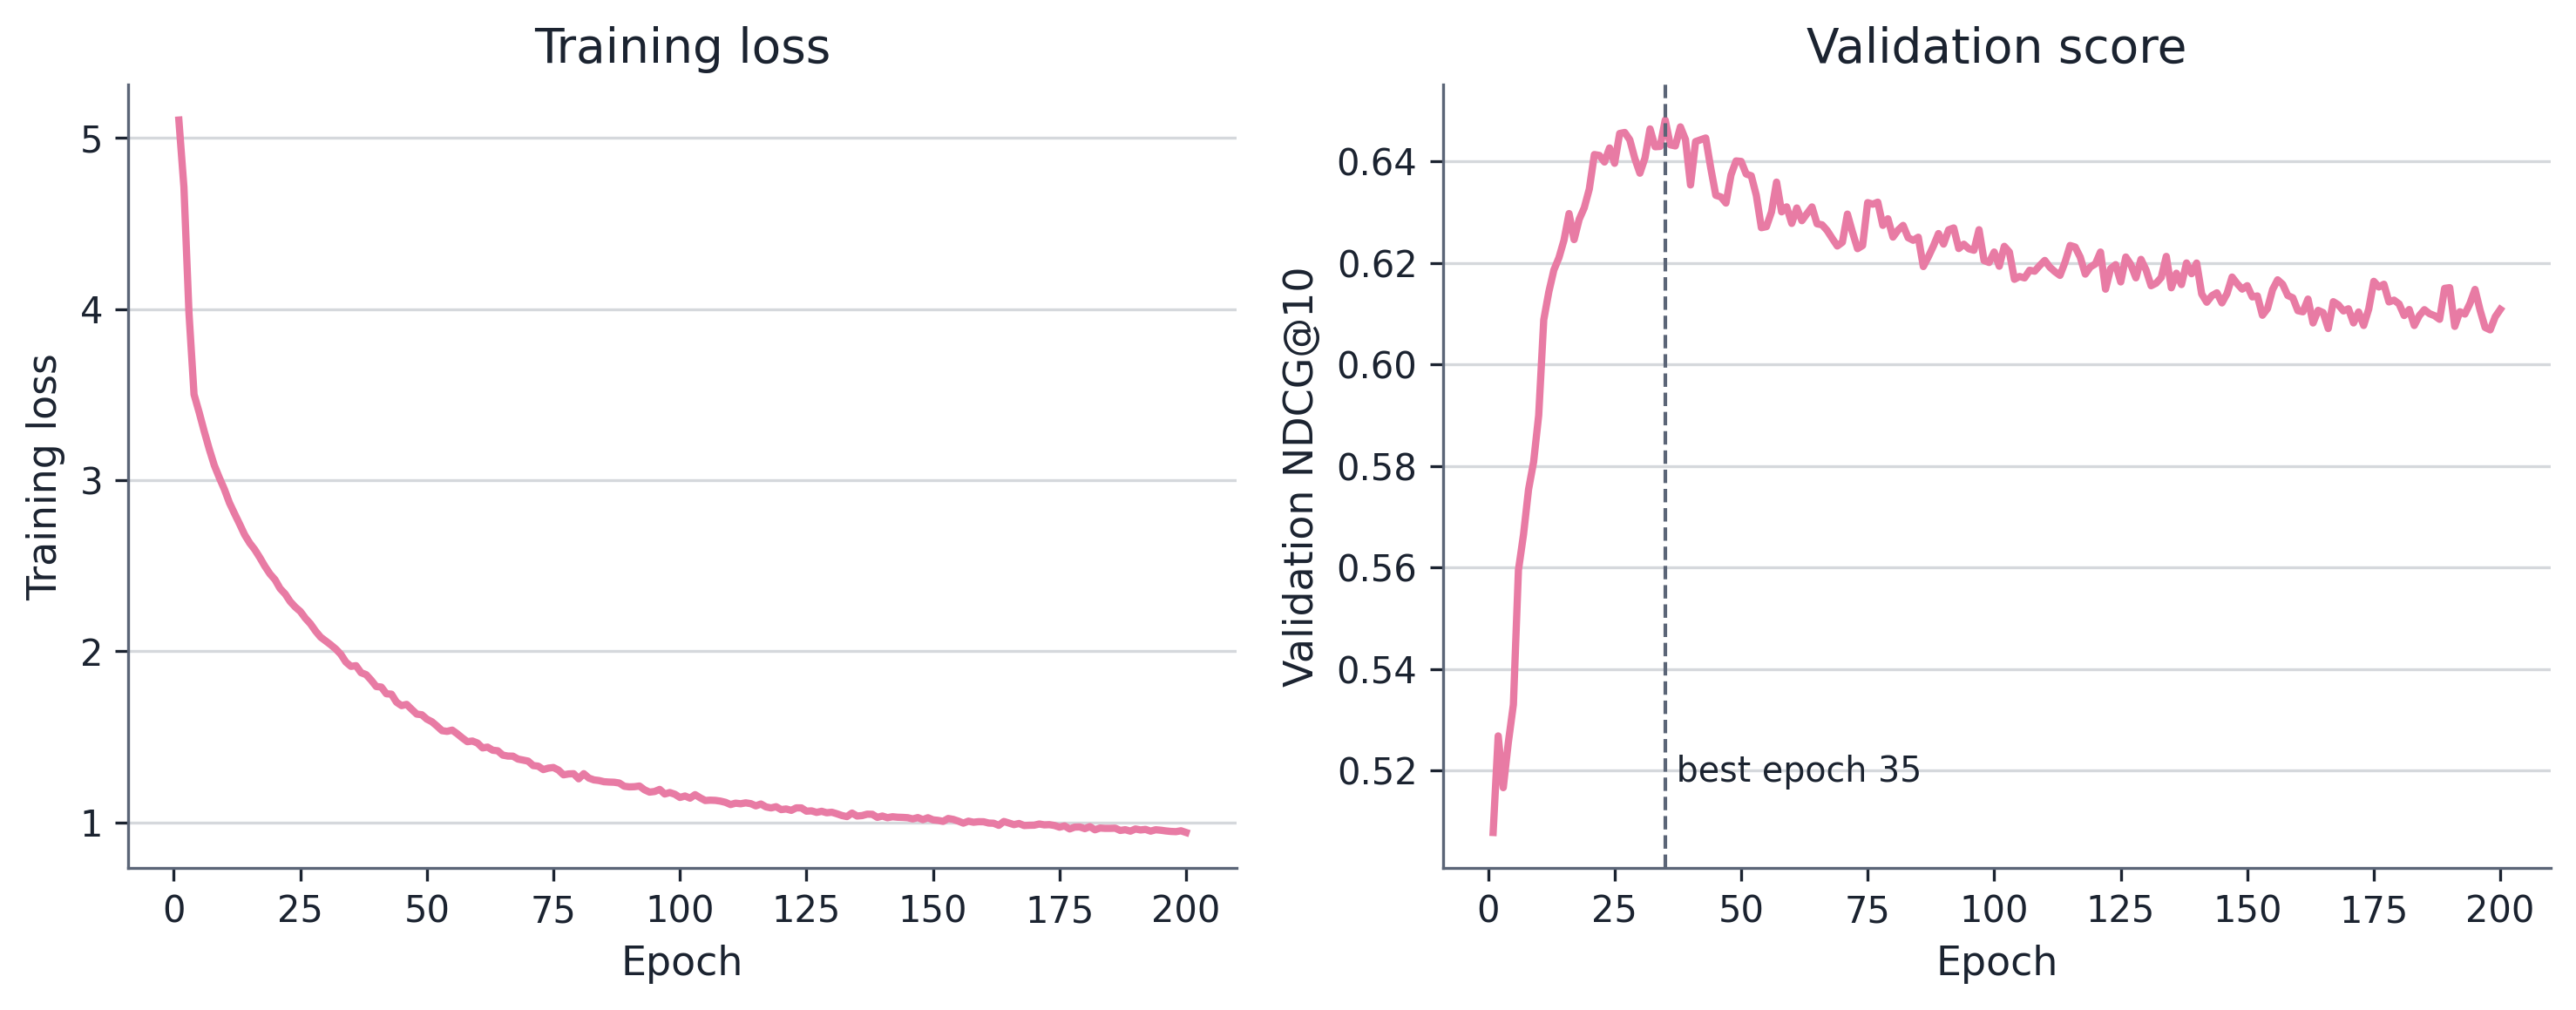 Training loss
Training loss
5
4
3
2
1
0 25 50 75 100 125 150 175 200
Epoch
Validation score
Validation NDCG@10
0.64
0.62
0.60
0.58
0.56
0.54
0.52
best epoch 35
0 25 50 75 100 125 150 175 200
Epoch